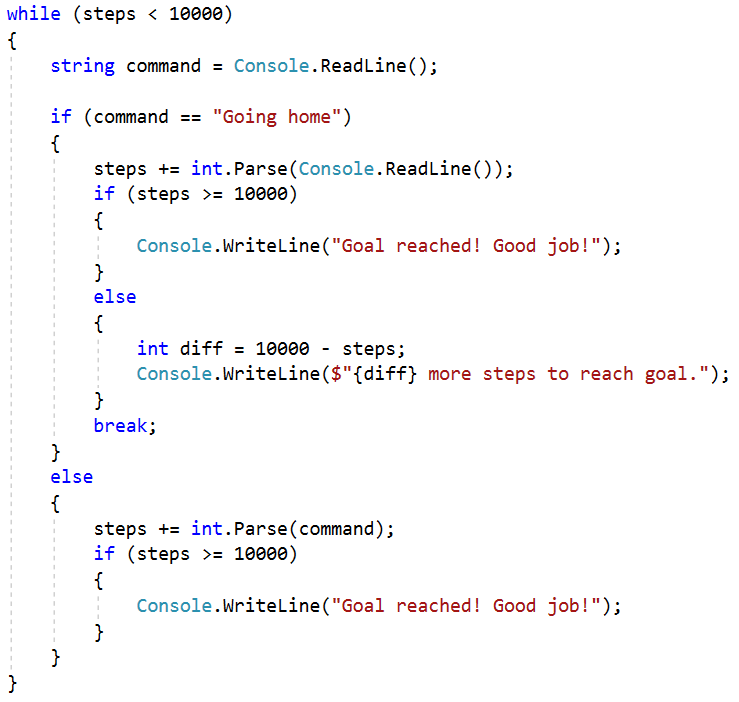 while (steps < 10000)
{
    string command = Console.ReadLine();

    if (command == "Going home")
    {
        steps += int.Parse(Console.ReadLine());
        if (steps >= 10000)
        {
            Console.WriteLine("Goal reached! Good job!");
        }
        else
        {
            int diff = 10000 - steps;
            Console.WriteLine($"{diff} more steps to reach goal.");
        }
        break;
    }
    else
    {
        steps += int.Parse(command);
        if (steps >= 10000)
        {
            Console.WriteLine("Goal reached! Good job!");
        }
    }
}